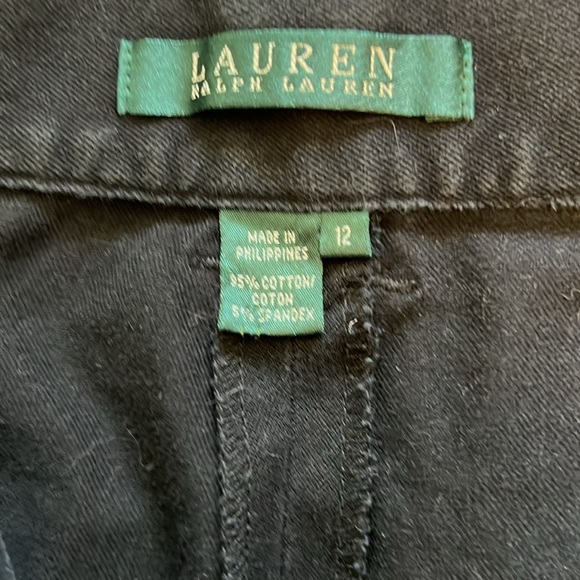 LAUREN
RALPH LAUREN
MADE IN
PHILIPPINES
12
95% COTTON/
COTON
5% SPANDEX